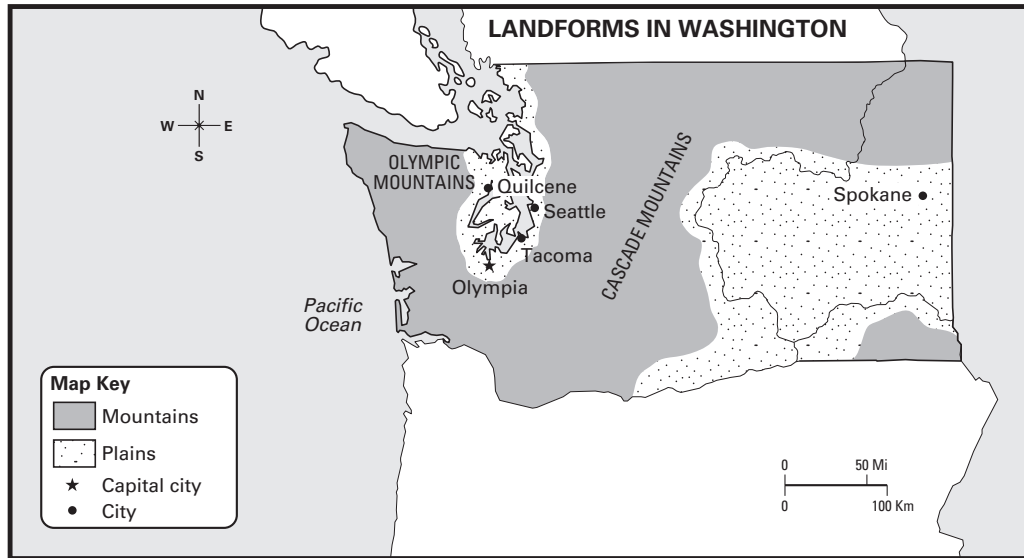 LANDFORMS IN WASHINGTON
N
W E
S
OLYMPIC
MOUNTAINS
Quilcene
Seattle
Tacoma
Olympia
CASCADE MOUNTAINS
Spokane
Pacific
Ocean
Map Key
Mountains
Plains
Capital city
City
0 50 Mi
0 100 Km